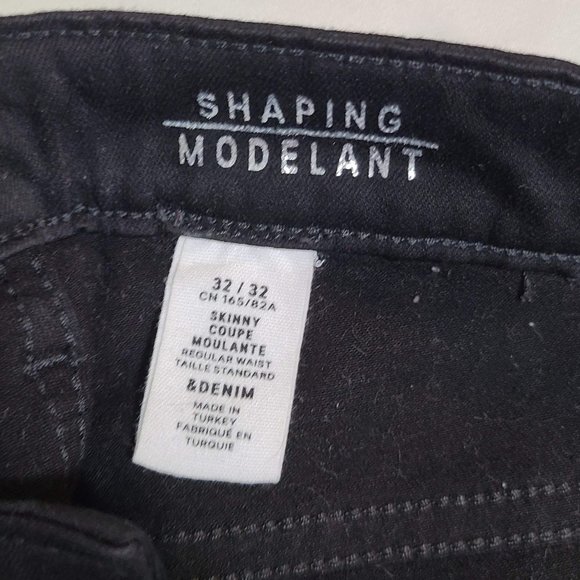 SHAPING
MODELANT
32 / 32
CN 165/82A
SKINNY
COUPE
MOULANTE
REGULAR WAIST
TAILLE STANDARD
&DENIM
MADE IN
TURKEY
FABRIQUÉ EN
TURQUIE